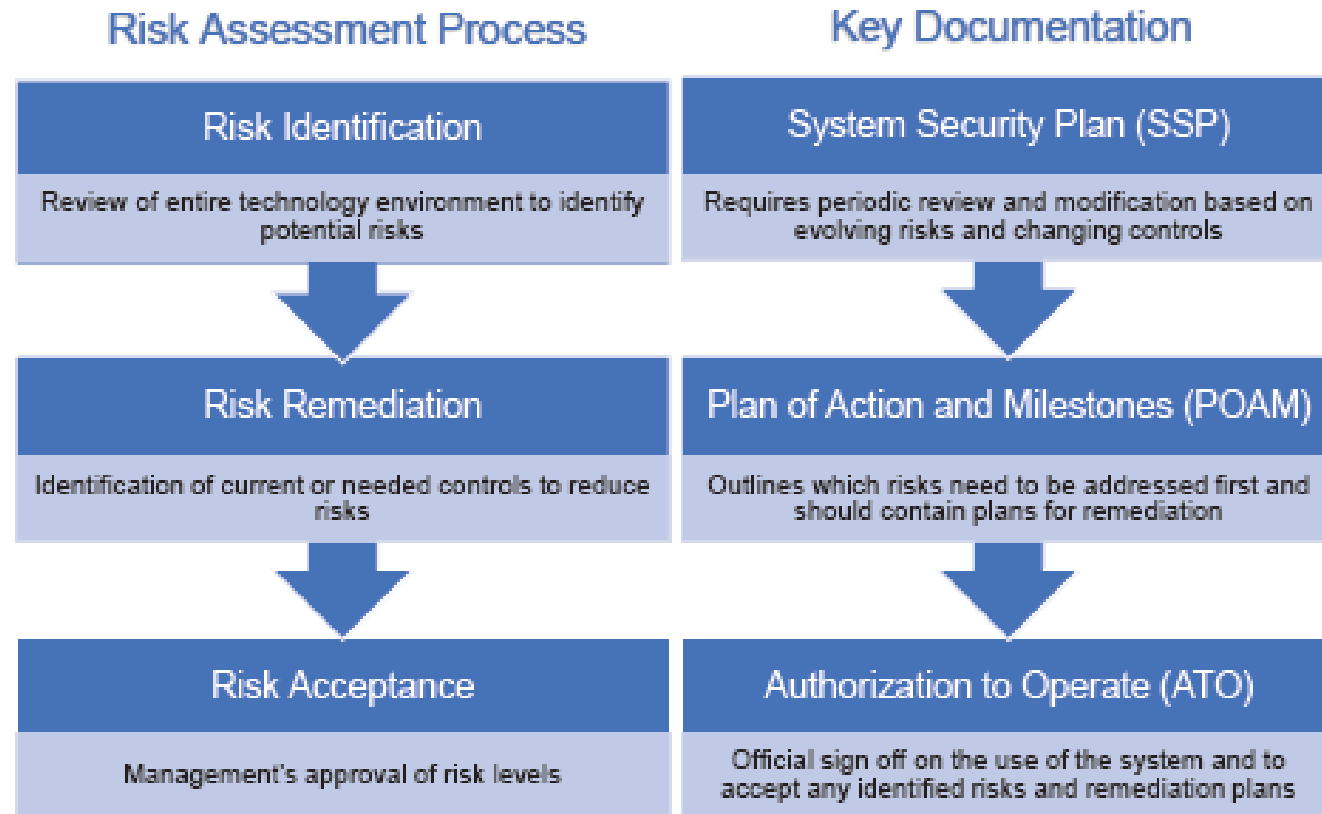 Risk Assessment Process
Risk Identification
Review of entire technology environment to identify
potential risks
Risk Remediation
Identification of current or needed controls to reduce
risks
Risk Acceptance
Management's approval of risk levels
Key Documentation
System Security Plan (SSP)
Requires periodic review and modification based on
evolving risks and changing controls
Plan of Action and Milestones (POAM)
Outlines which risks need to be addressed first and
should contain plans for remediation
Authorization to Operate (ATO)
Official sign off on the use of the system and to
accept any identified risks and remediation plans